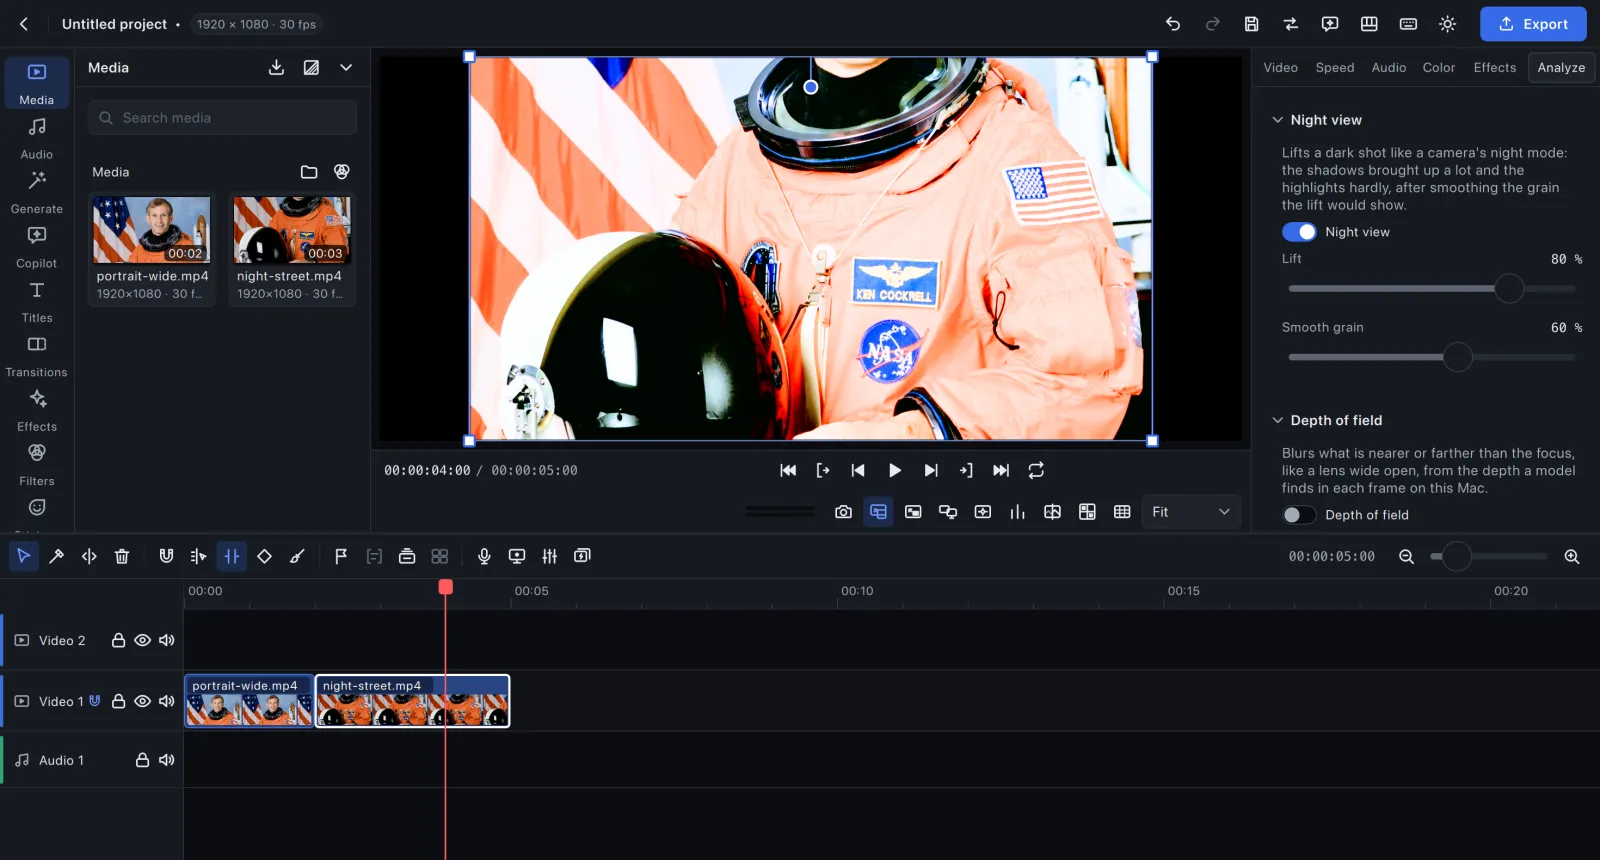 Untitled project •
1920 × 1080 · 30 fps
Export
Media
Audio
Generate
Copilot
Titles
Transitions
Effects
Filters
Media
Search media
Media
00:02
portrait-wide.mp4
1920×1080 · 30 f...
00:03
night-street.mp4
1920×1080 · 30 f...
KEN COCKRELL
NASA
00:00:04:00 / 00:00:05:00
Fit
Video
Speed
Audio
Color
Effects
Analyze
Night view
Lifts a dark shot like a camera's night mode:
the shadows brought up a lot and the
highlights hardly, after smoothing the grain
the lift would show.
Night view
Lift
80 %
Smooth grain
60 %
Depth of field
Blurs what is nearer or farther than the focus,
like a lens wide open, from the depth a model
finds in each frame on this Mac.
Depth of field
00:00:05:00
00:00
00:05
00:10
00:15
00:20
Video 2
Video 1
portrait-wide.mp4
night-street.mp4
Audio 1